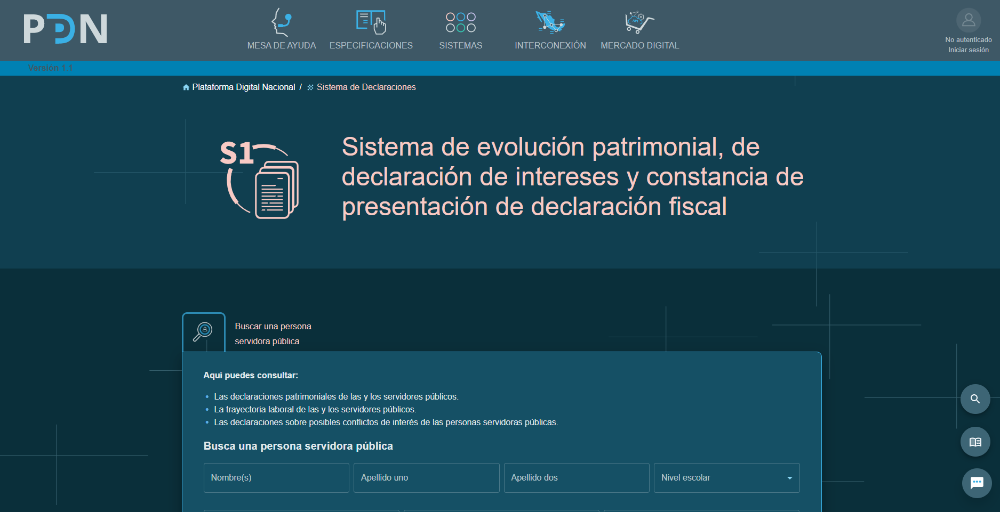 PDN
MESA DE AYUDA
ESPECIFICACIONES
SISTEMAS
INTERCONEXIÓN
API
MERCADO DIGITAL
No autenticado
Iniciar sesión
Versión 1.1
Plataforma Digital Nacional / Sistema de Declaraciones
S1
Sistema de evolución patrimonial, de
declaración de intereses y constancia de
presentación de declaración fiscal
Buscar una persona
servidora pública
Aquí puedes consultar:
• Las declaraciones patrimoniales de las y los servidores públicos.
• La trayectoria laboral de las y los servidores públicos.
• Las declaraciones sobre posibles conflictos de interés de las personas servidoras públicas.
Busca una persona servidora pública
Nombre(s)
Apellido uno
Apellido dos
Nivel escolar